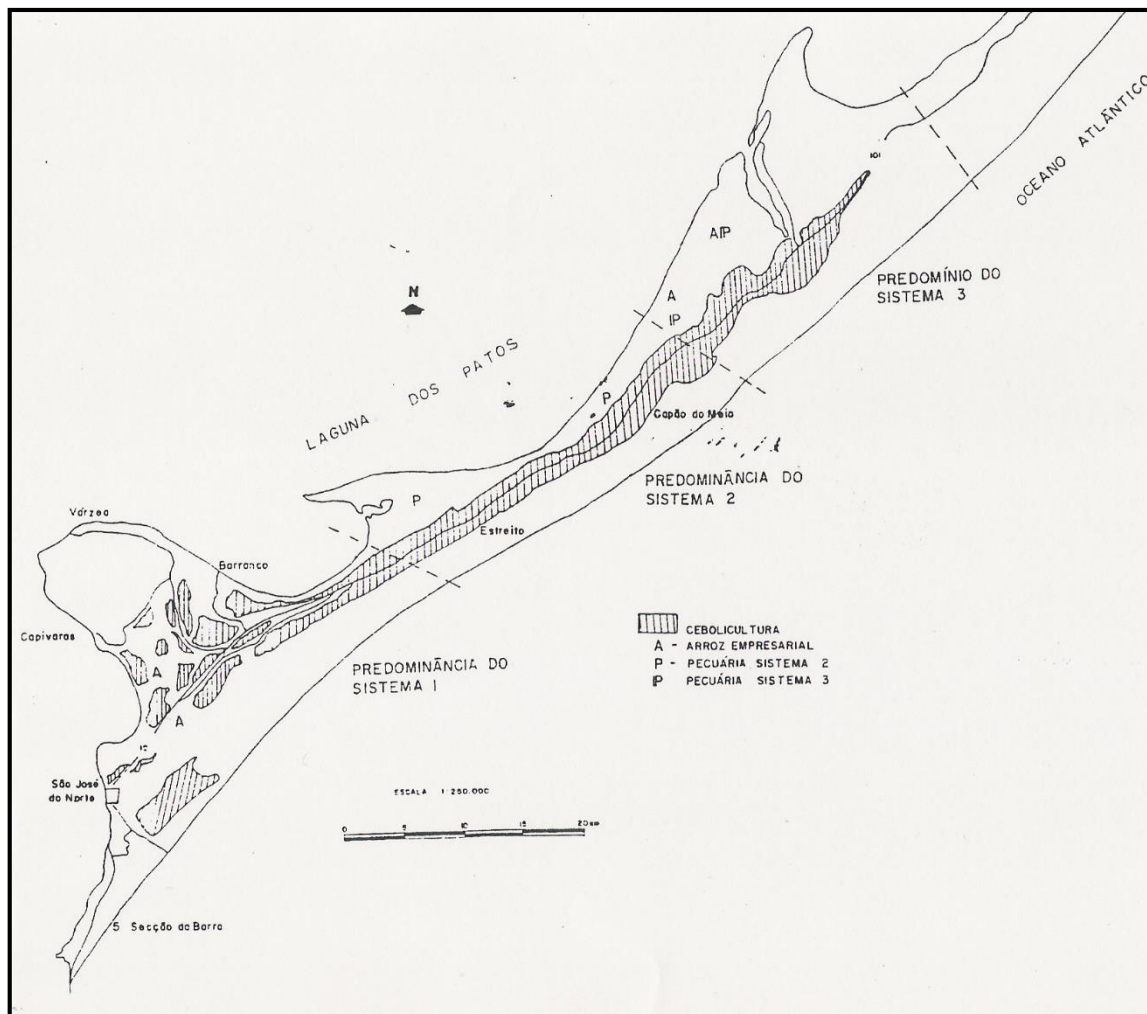 OCEANO ATLÂNTICO
101
A/P
PREDOMÍNIO DO
SISTEMA 3
A
IP
N
LAGUNA DOS PATOS
P
Capão do Meio
PREDOMINÂNCIA DO
SISTEMA 2
P
Estreito
Várzea
Barranco
Capivaras
CEBOLICULTURA
A - ARROZ EMPRESARIAL
P - PECUÁRIA SISTEMA 2
IP PECUÁRIA SISTEMA 3
A
PREDOMINÂNCIA DO
SISTEMA 1
A
São José
do Norte
ESCALA 1:250.000
0 5 10 15 20 km
5 Secção da Barra